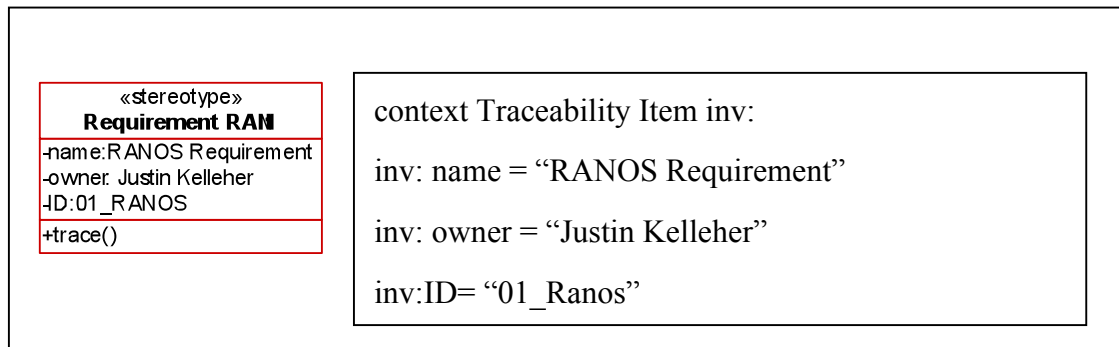 «stereotype»
Requirement RANI
-name:RANOS Requirement
-owner: Justin Kelleher
-ID:01_RANOS
+trace()
context Traceability Item inv:
inv: name = “RANOS Requirement”
inv: owner = “Justin Kelleher”
inv:ID= “01_Ranos”